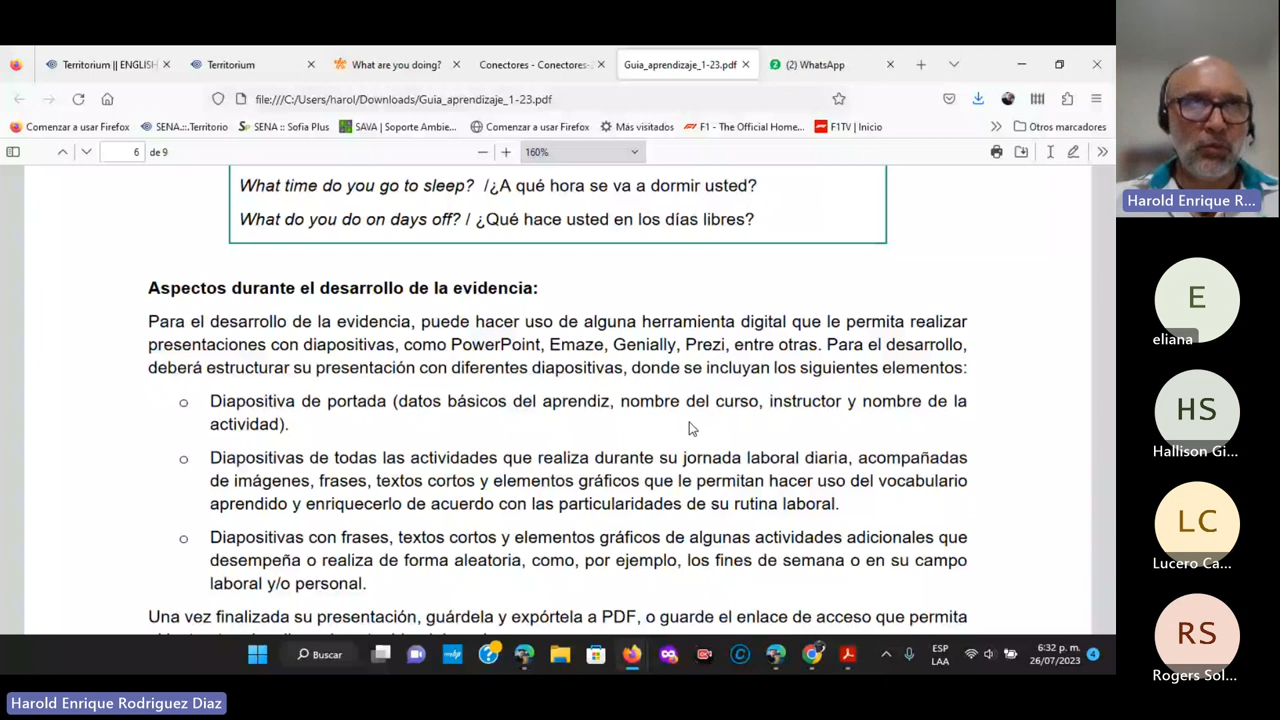 Territorium || ENGLISH
Territorium
What are you doing?
Conectores - Conectores-
Guia_aprendizaje_1-23.pdf
2
(2) WhatsApp
file:///C:/Users/harol/Downloads/Guia_aprendizaje_1-23.pdf
Comenzar a usar Firefox
SENA.::.Territorio
SENA :: Sofia Plus
SAVA | Soporte Ambie...
Comenzar a usar Firefox
Más visitados
F1 - The Official Home...
F1TV | Inicio
Otros marcadores
6 de 9
160%
What time do you go to sleep? /¿A qué hora se va a dormir usted?
What do you do on days off? / ¿Qué hace usted en los días libres?
Aspectos durante el desarrollo de la evidencia:
Para el desarrollo de la evidencia, puede hacer uso de alguna herramienta digital que le permita realizar
presentaciones con diapositivas, como PowerPoint, Emaze, Genially, Prezi, entre otras. Para el desarrollo,
deberá estructurar su presentación con diferentes diapositivas, donde se incluyan los siguientes elementos:
o Diapositiva de portada (datos básicos del aprendiz, nombre del curso, instructor y nombre de la
actividad).
o Diapositivas de todas las actividades que realiza durante su jornada laboral diaria, acompañadas
de imágenes, frases, textos cortos y elementos gráficos que le permitan hacer uso del vocabulario
aprendido y enriquecerlo de acuerdo con las particularidades de su rutina laboral.
o Diapositivas con frases, textos cortos y elementos gráficos de algunas actividades adicionales que
desempeña o realiza de forma aleatoria, como, por ejemplo, los fines de semana o en su campo
laboral y/o personal.
Una vez finalizada su presentación, guárdela y expórtela a PDF, o guarde el enlace de acceso que permita
Buscar
ESP
LAA
6:32 p. m.
26/07/2023
4
Harold Enrique R...
E
eliana
HS
Hallison Gi...
LC
Lucero Ca...
RS
Rogers Sol...
Harold Enrique Rodriguez Diaz